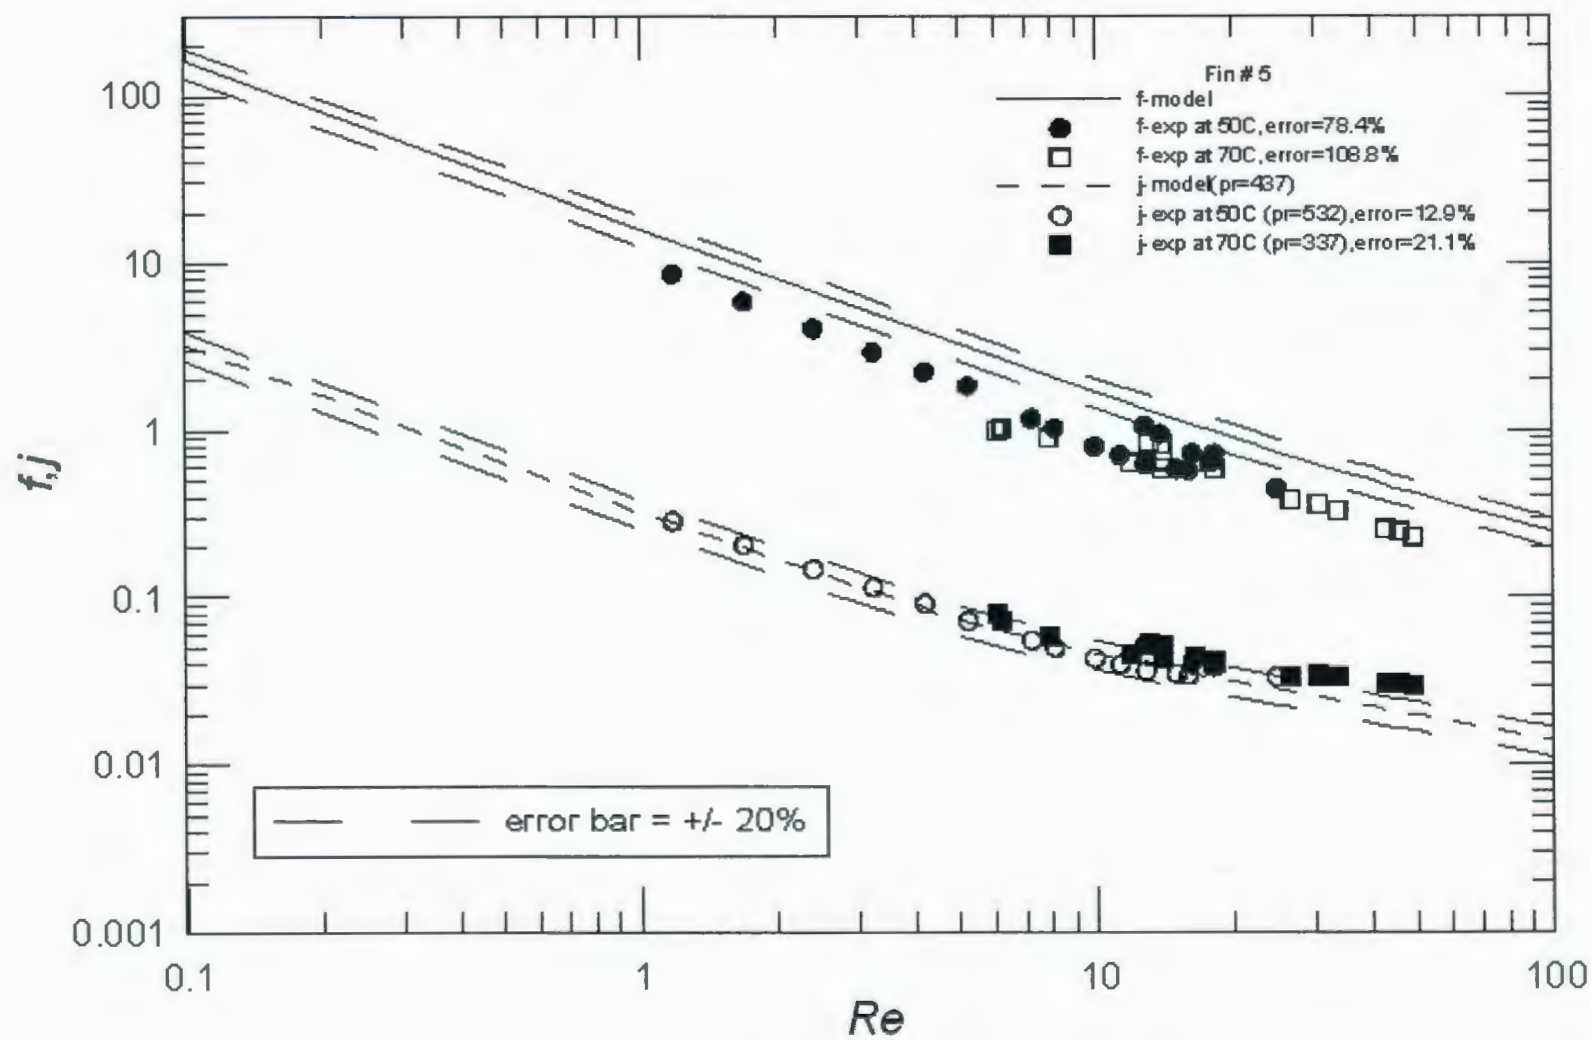 Fin # 5
f-model
f-exp at 50C,error=78.4%
f-exp at 70C,error=108.8%
j-model(pr=437)
j-exp at 50C (pr=532),error=12.9%
j-exp at 70C (pr=337),error=21.1%
100
10
1
0.1
0.01
0.001
f,j
error bar = +/- 20%
0.1
1
10
100
Re